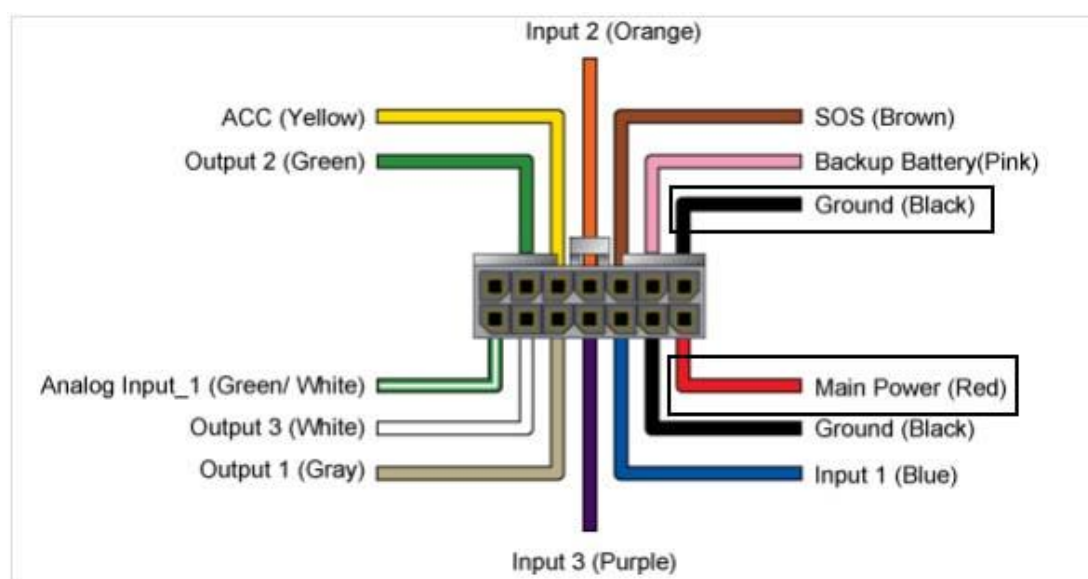 Input 2 (Orange)
ACC (Yellow)
SOS (Brown)
Output 2 (Green)
Backup Battery(Pink)
Ground (Black)
Analog Input_1 (Green/ White)
Main Power (Red)
Output 3 (White)
Ground (Black)
Output 1 (Gray)
Input 1 (Blue)
Input 3 (Purple)